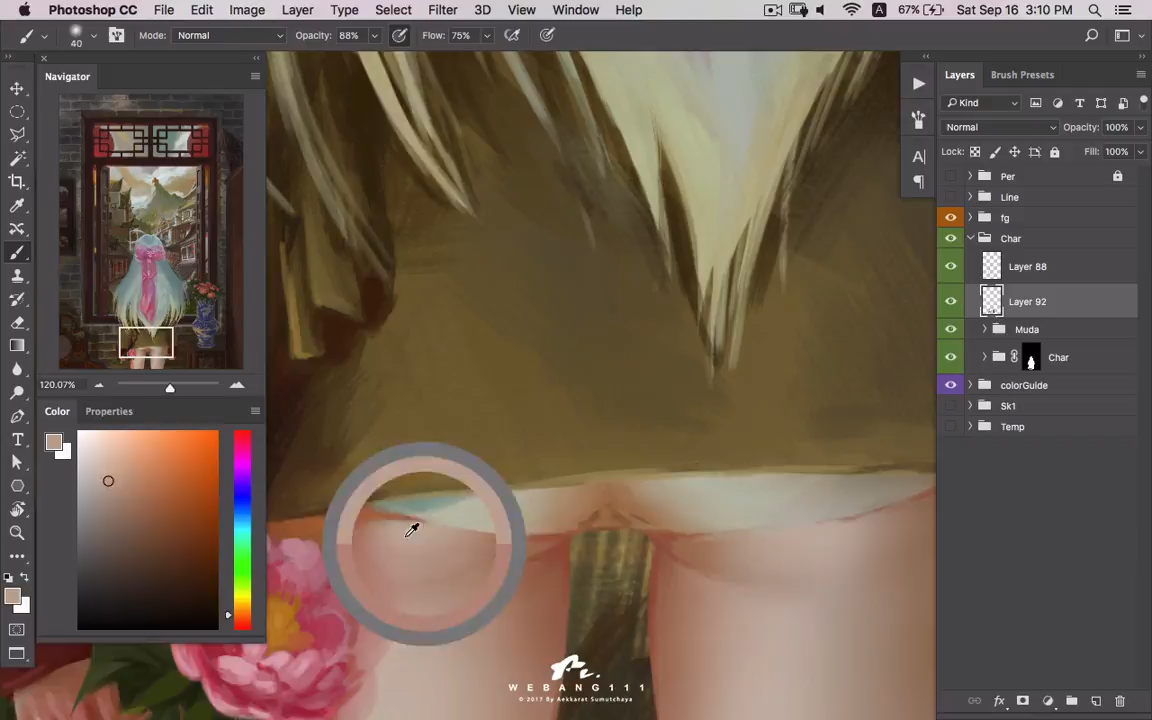 Photoshop CC File Edit Image Layer Type Select Filter 3D View Window Help A 67% Sat Sep 16 3:10 PM
40 Mode: Normal Opacity: 88% Flow: 75%
Navigator
120.07%
Color Properties
Layers Brush Presets
Kind
Normal Opacity: 100%
Lock: Fill: 100%
Per
Line
fg
Char
Layer 88
Layer 92
Muda
Char
colorGuide
Sk1
Temp
WEBANG111
© 2017 By Aekkarat Sumutchaya